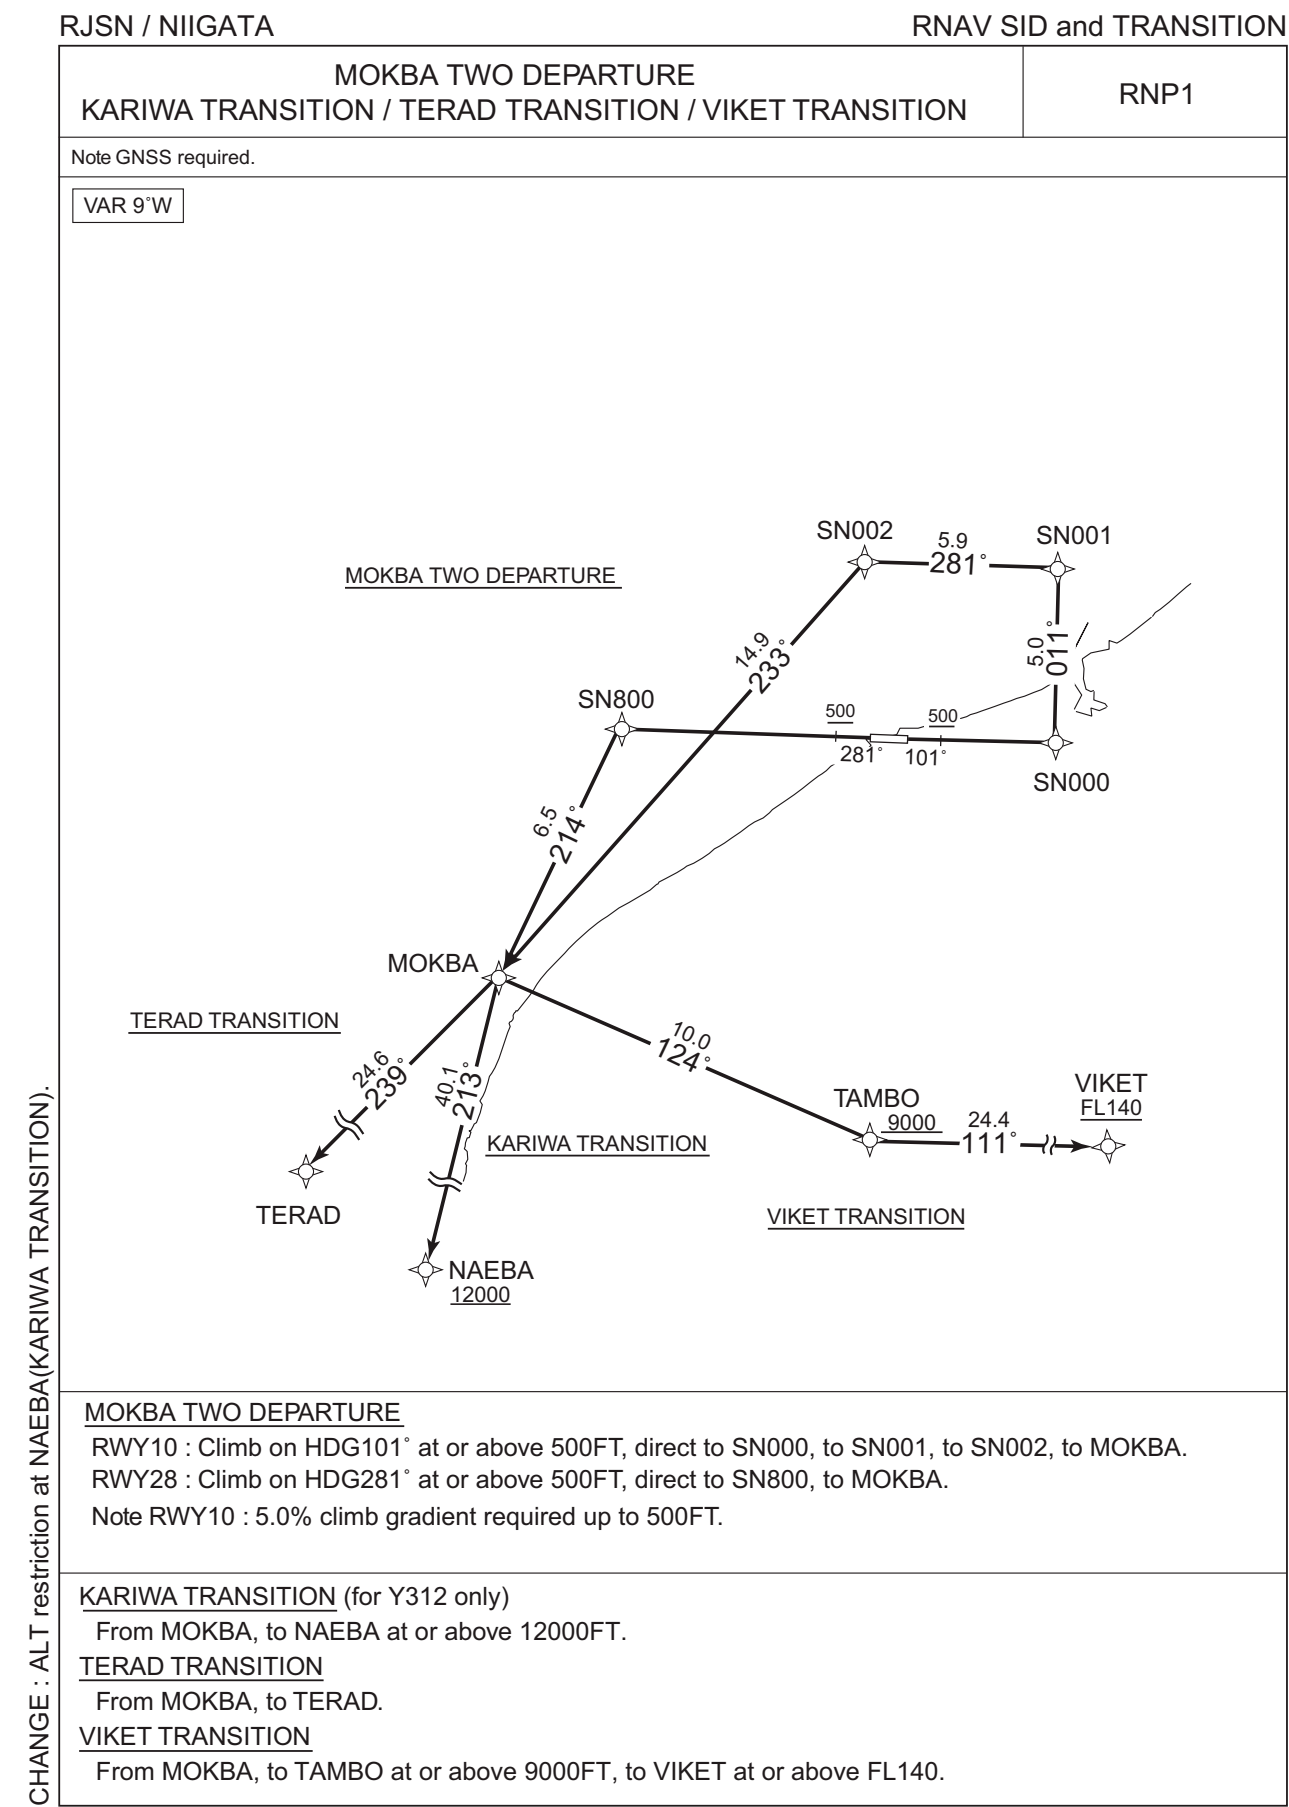 RJSN / NIIGATA
RNAV SID and TRANSITION
MOKBA TWO DEPARTURE
KARIWA TRANSITION / TERAD TRANSITION / VIKET TRANSITION
RNP1
Note GNSS required.
VAR 9˚W
SN002
5.9
281˚
SN001
MOKBA TWO DEPARTURE
14.9
233˚
5.0
011˚
SN800
500
500
281˚
101˚
SN000
6.5
214˚
MOKBA
TERAD TRANSITION
10.0
124˚
24.6
239˚
40.1
213˚
TAMBO
9000
24.4
111˚
VIKET
FL140
KARIWA TRANSITION
TERAD
VIKET TRANSITION
NAEBA
12000
MOKBA TWO DEPARTURE
RWY10 : Climb on HDG101˚ at or above 500FT, direct to SN000, to SN001, to SN002, to MOKBA.
RWY28 : Climb on HDG281˚ at or above 500FT, direct to SN800, to MOKBA.
Note RWY10 : 5.0% climb gradient required up to 500FT.
KARIWA TRANSITION (for Y312 only)
From MOKBA, to NAEBA at or above 12000FT.
TERAD TRANSITION
From MOKBA, to TERAD.
VIKET TRANSITION
From MOKBA, to TAMBO at or above 9000FT, to VIKET at or above FL140.
CHANGE : ALT restriction at NAEBA(KARIWA TRANSITION).